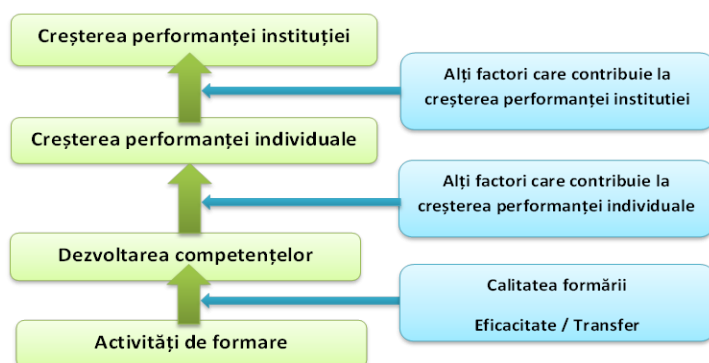 Creșterea performanței instituției
Alți factori care contribuie la
creșterea performanței institutiei
Creșterea performanței individuale
Alți factori care contribuie la
creșterea performanței individuale
Dezvoltarea competențelor
Calitatea formării
Eficacitate / Transfer
Activități de formare